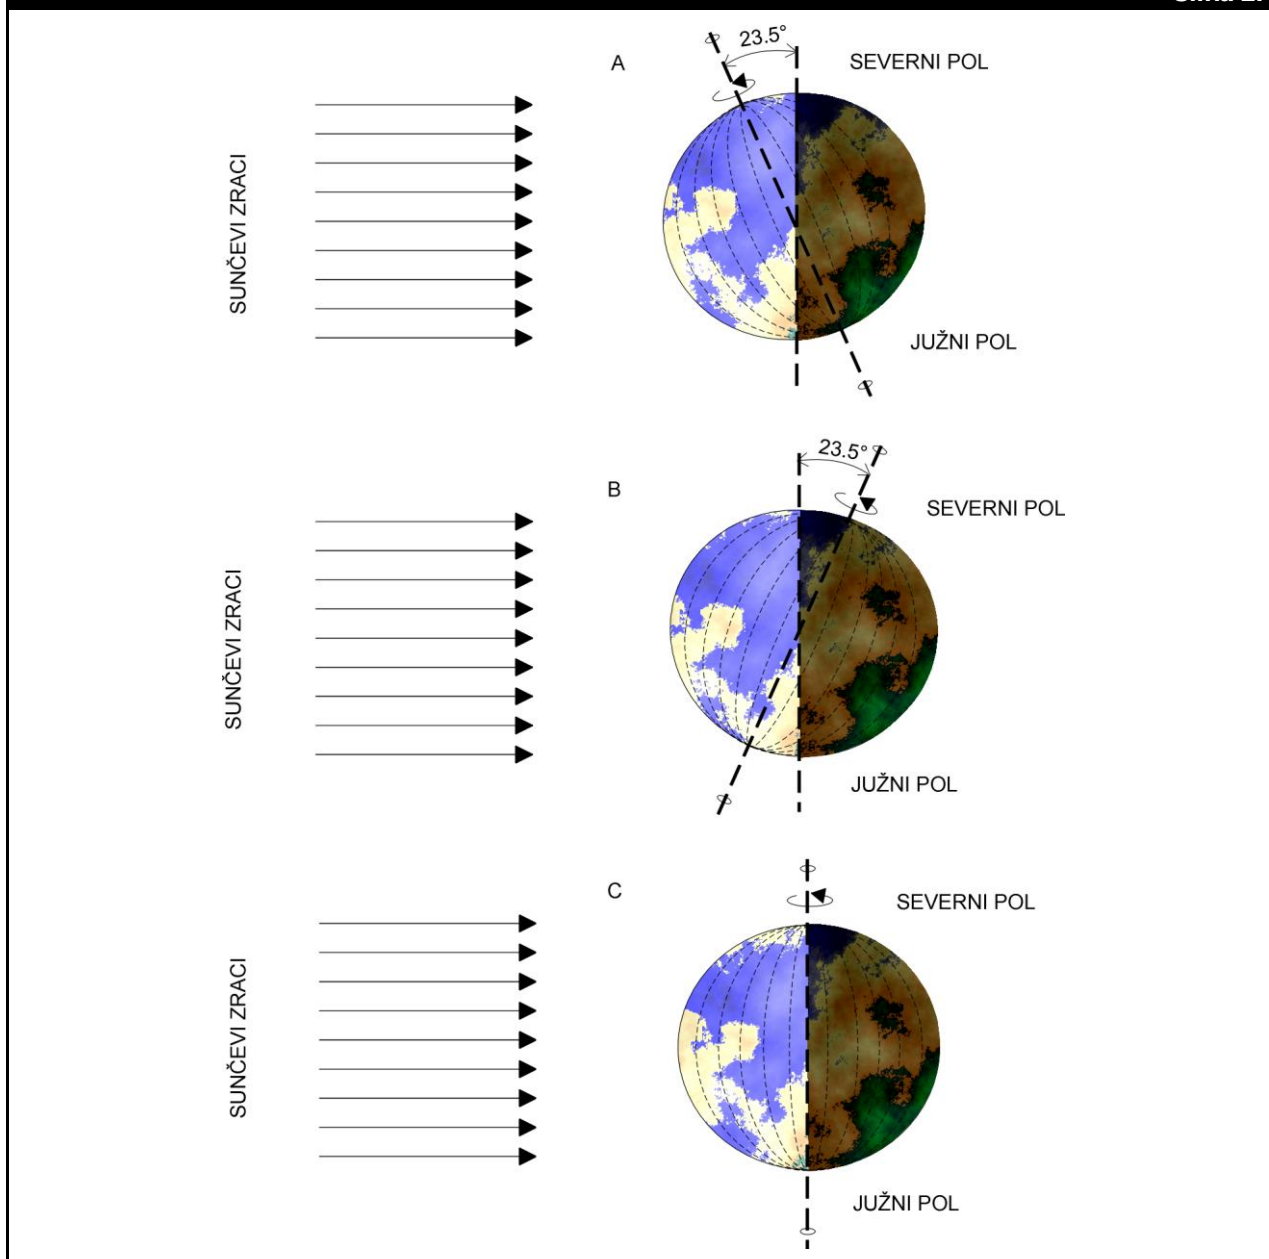 23.5°
A
SEVERNI POL
SUNČEVI ZRACI
JUŽNI POL
23.5°
B
SEVERNI POL
SUNČEVI ZRACI
JUŽNI POL
C
SEVERNI POL
SUNČEVI ZRACI
JUŽNI POL